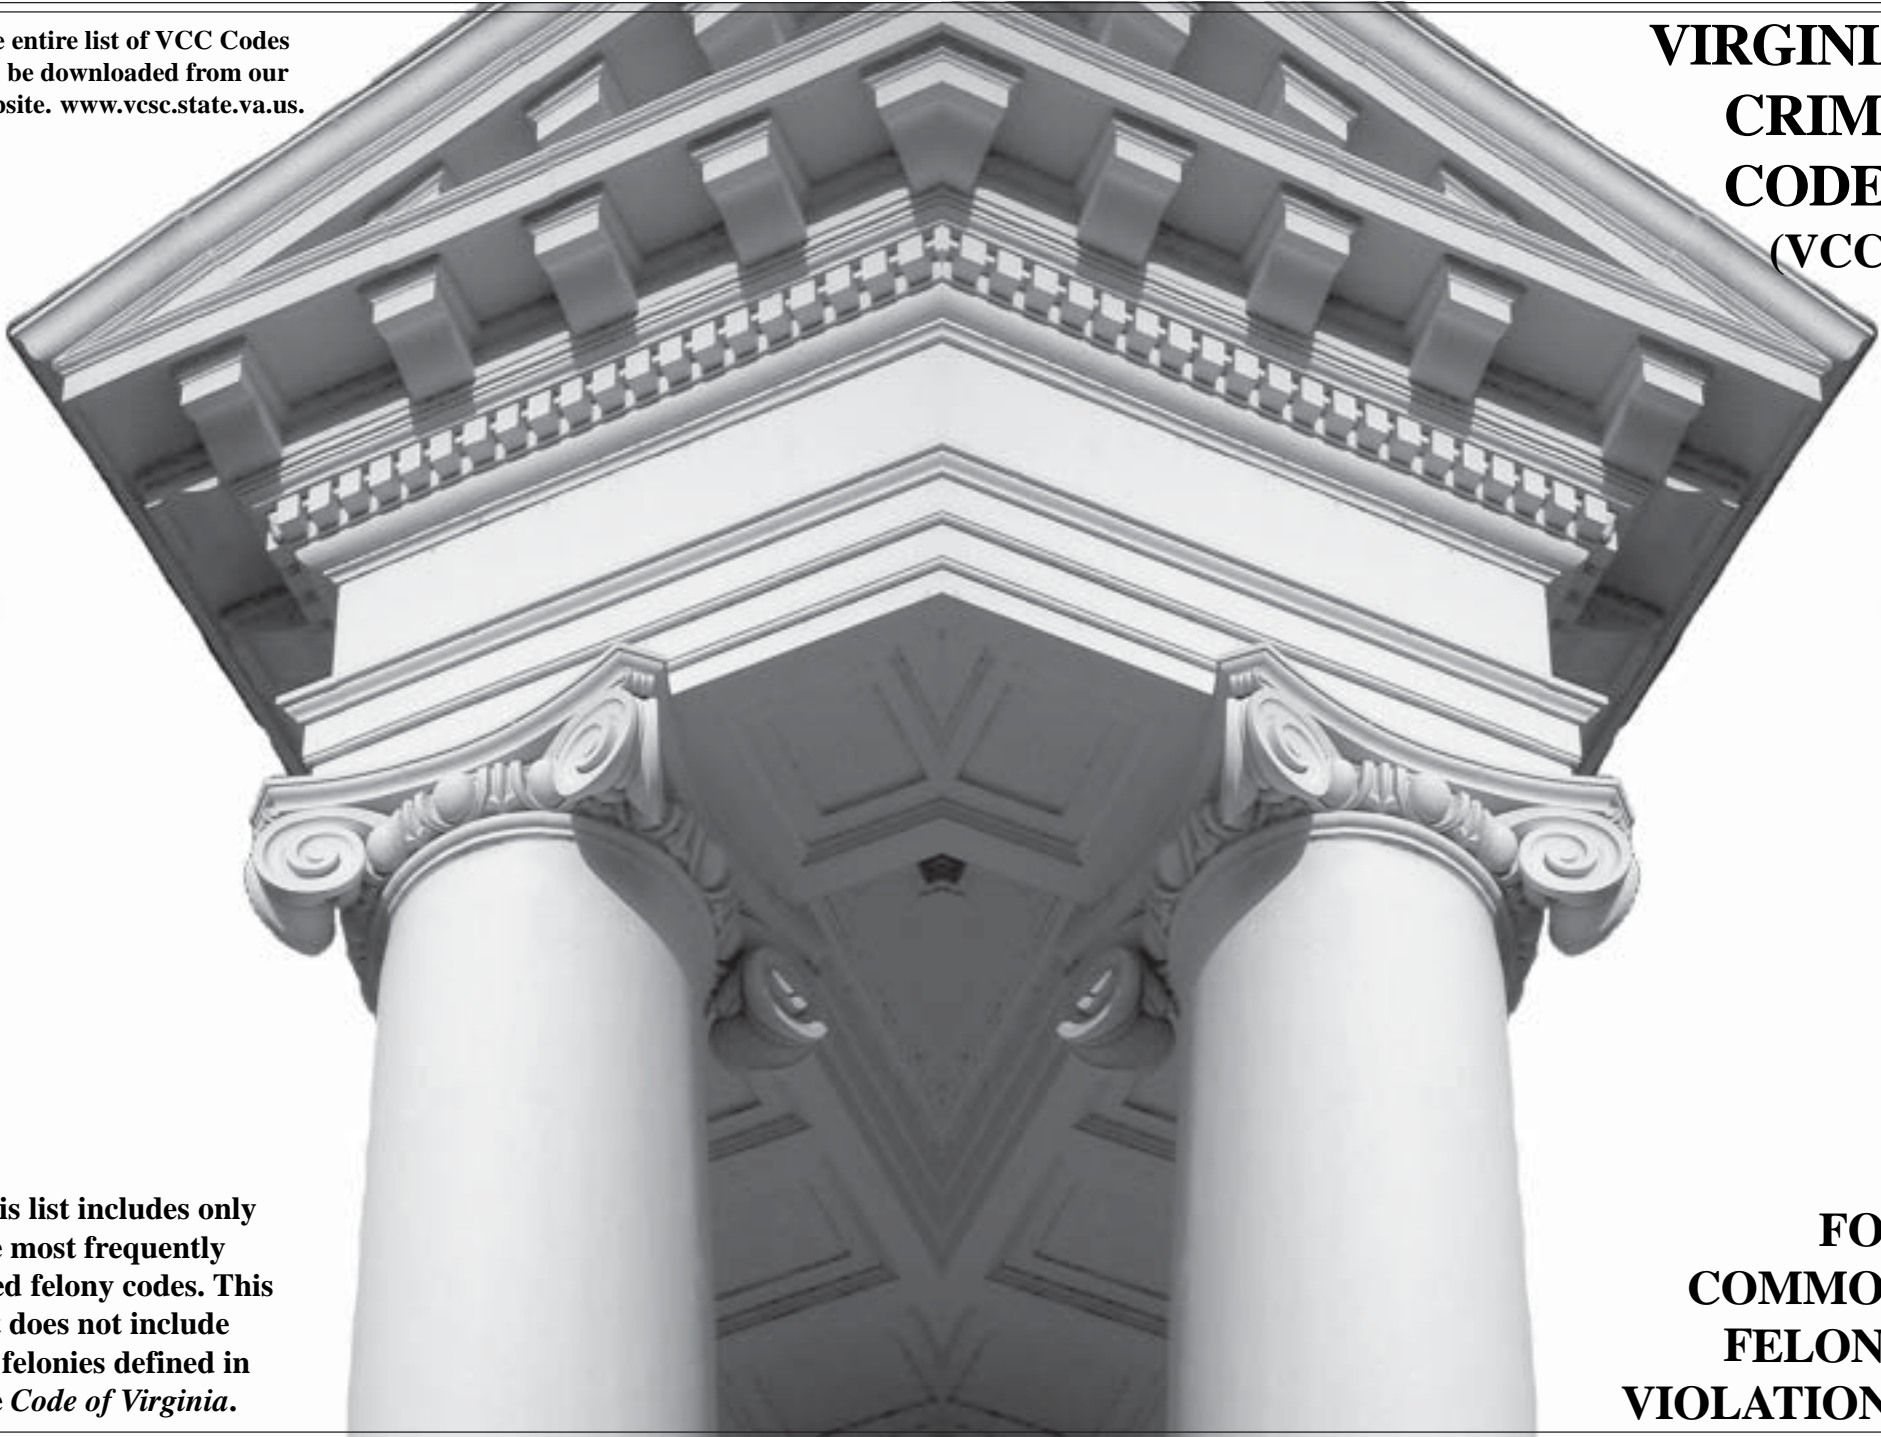 e entire list of VCC Codes
be downloaded from our
bsite. www.vcsc.state.va.us.
VIRGINI
CRIM
CODE
(VCC
is list includes only
e most frequently
ed felony codes. This
t does not include
felonies defined in
e Code of Virginia.
FO
COMMO
FELON
VIOLATION